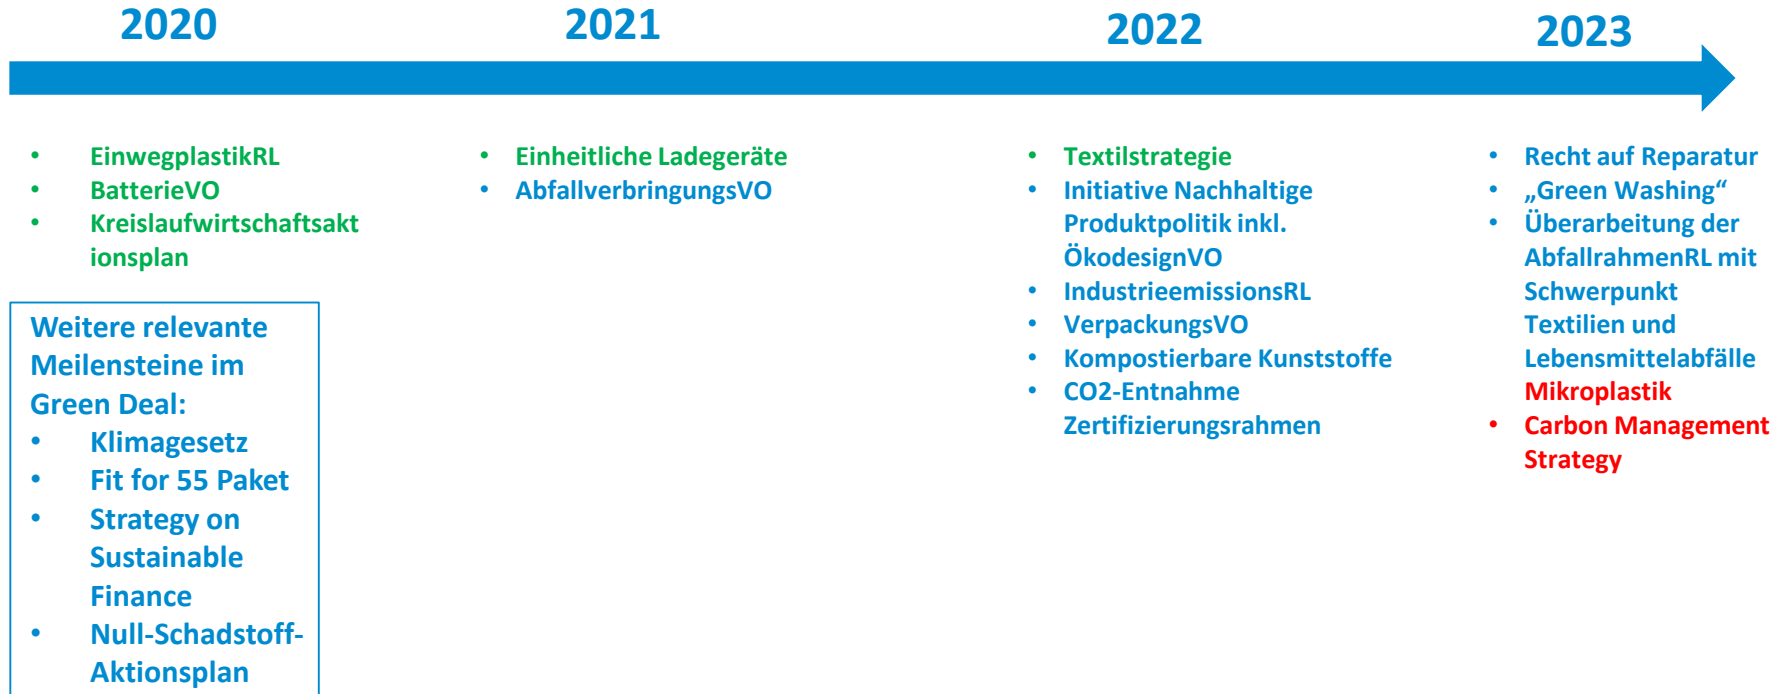 2020
2021
2022
2023
• EinwegplastikRL
• BatterieVO
• Kreislaufwirtschaftsakt
ionsplan
Weitere relevante
Meilensteine im
Green Deal:
• Klimagesetz
• Fit for 55 Paket
• Strategy on
Sustainable
Finance
• Null-Schadstoff-
Aktionsplan
• Einheitliche Ladegeräte
• AbfallverbringungsVO
• Textilstrategie
• Initiative Nachhaltige
Produktpolitik inkl.
ÖkodesignVO
• IndustrieemissionsRL
• VerpackungsVO
• Kompostierbare Kunststoffe
• CO2-Entnahme
Zertifizierungsrahmen
• Recht auf Reparatur
• „Green Washing“
• Überarbeitung der
AbfallrahmenRL mit
Schwerpunkt
Textilien und
Lebensmittelabfälle
Mikroplastik
• Carbon Management
Strategy